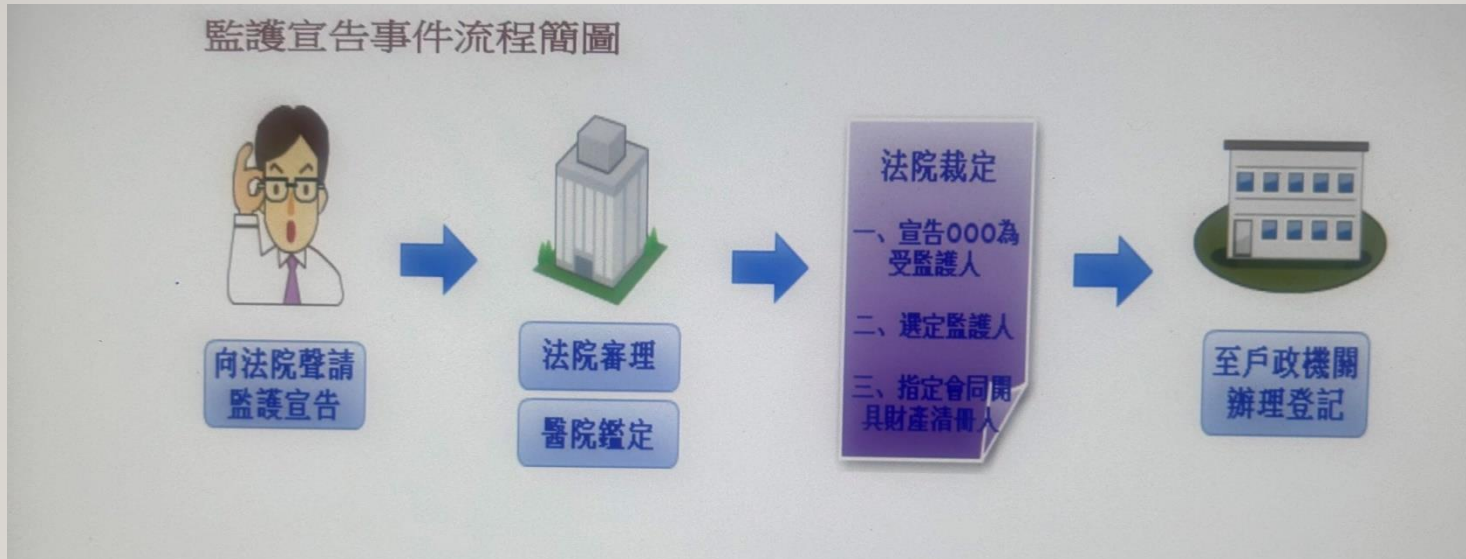 監護宣告事件流程簡圖
向法院聲請
監護宣告
法院審理
醫院鑑定
法院裁定
一、宣告OOO為
受監護人
二、選定監護人
三、指定會同開
具財產清冊人
至戶政機關
辦理登記